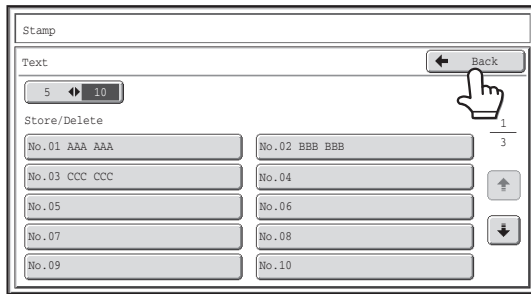 Stamp
Text
Back
5 10
Store/Delete
1
3
No.01 AAA AAA
No.02 BBB BBB
No.03 CCC CCC
No.04
No.05
No.06
No.07
No.08
No.09
No.10